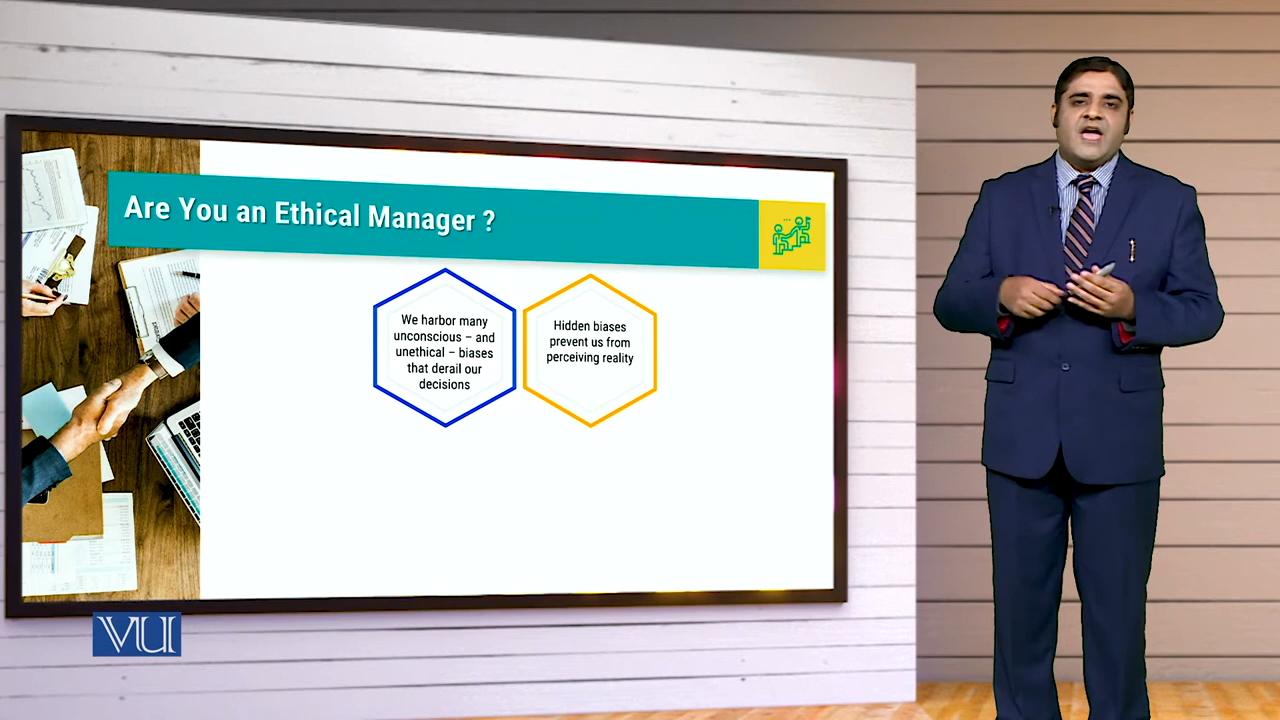 Are You an Ethical Manager ?
We harbor many
unconscious – and
unethical – biases
that derail our
decisions
Hidden biases
prevent us from
perceiving reality
VU